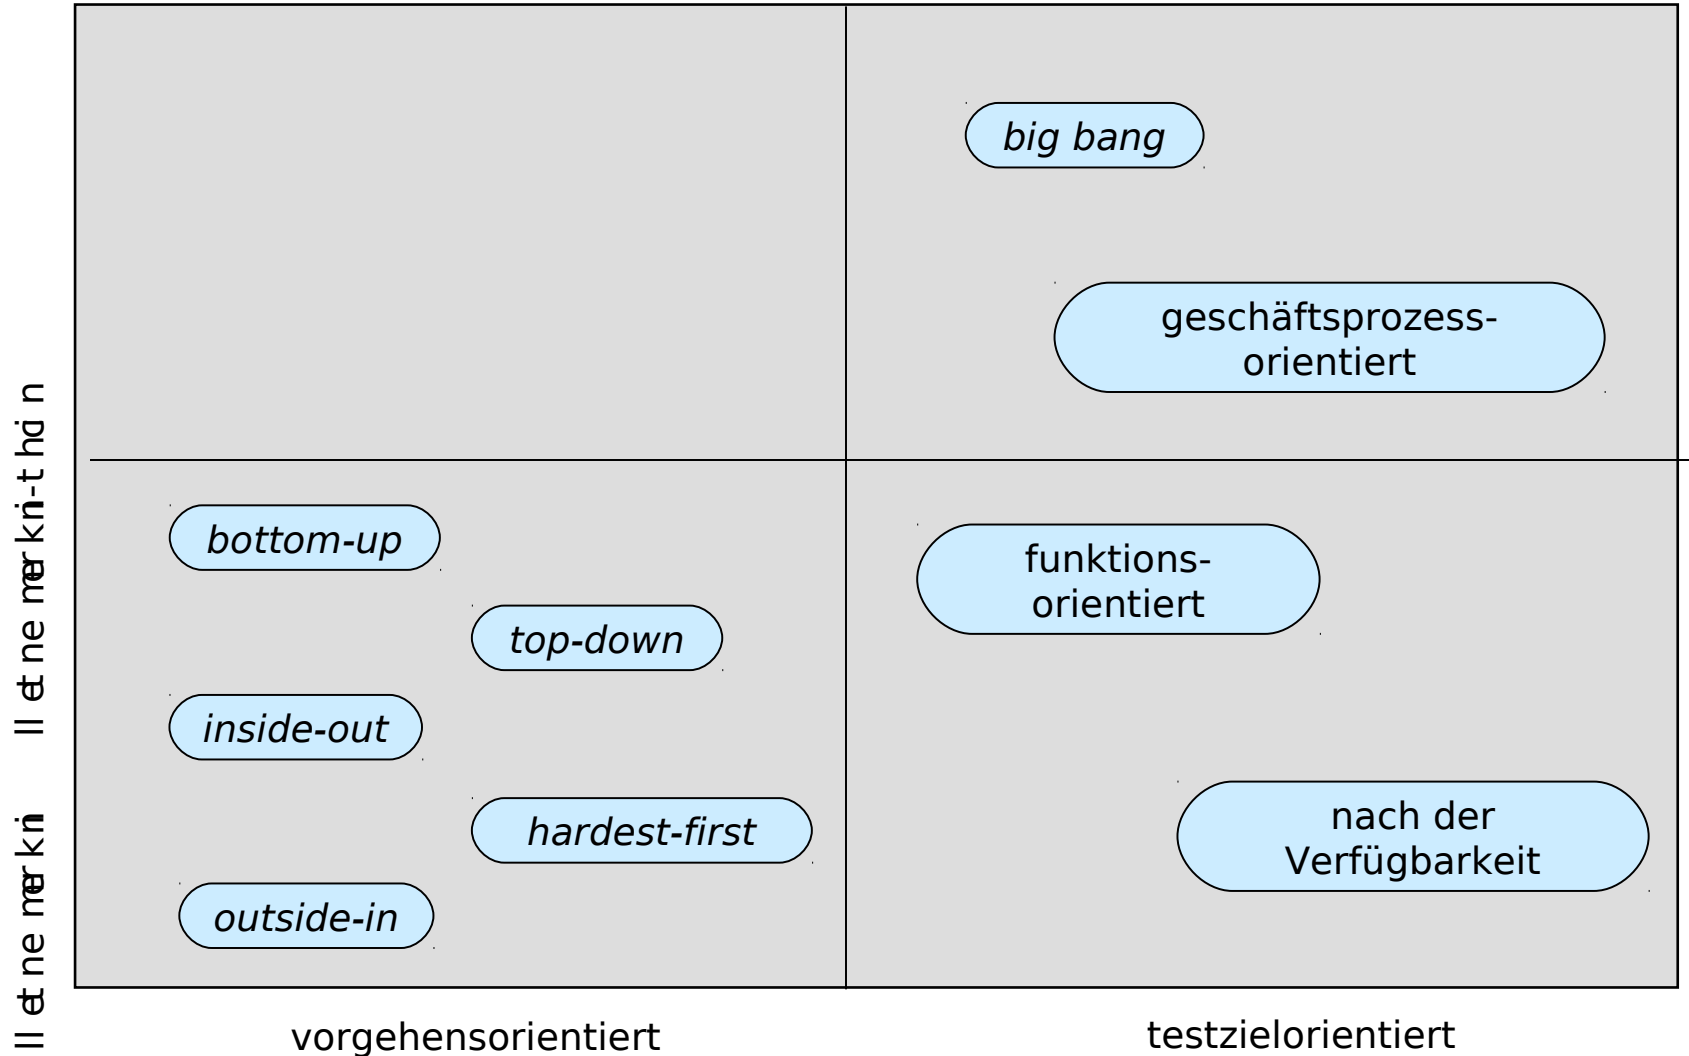 big bang
geschäftsprozess-
orientiert
bottom-up
funktions-
orientiert
top-down
inside-out
hardest-first
nach der
Verfügbarkeit
outside-in
vorgehensorientiert
testzielorientiert